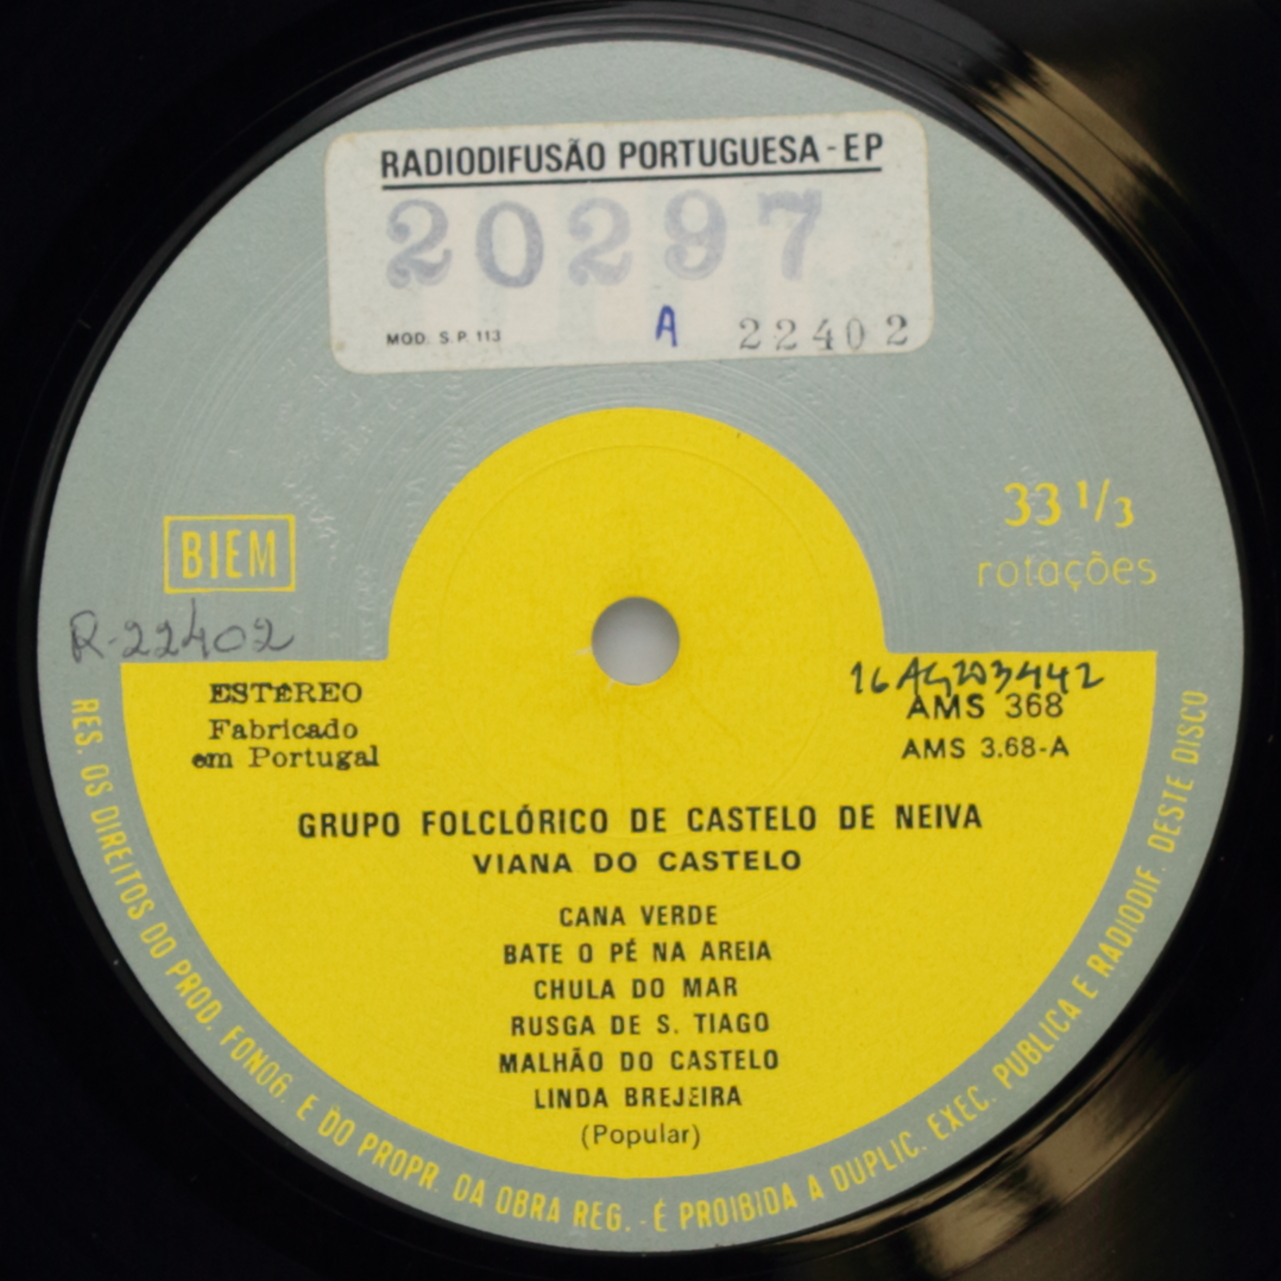 RADIODIFUSÃO PORTUGUESA - EP
20297
MOD. S.P. 113 A 22402
33 1/3
rotações
BIEM
R-22402
ESTÉREO
Fabricado
em Portugal
AMS 368
AMS 3.68-A
GRUPO FOLCLÓRICO DE CASTELO DE NEIVA
VIANA DO CASTELO
CANA VERDE
BATE O PÉ NA AREIA
CHULA DO MAR
RUSGA DE S. TIAGO
MALHÃO DO CASTELO
LINDA BREJEIRA
(Popular)
RES. OS DIREITOS DO PROD. FONOG. E DO PROPR. DA OBRA REG. - É PROIBIDA A DUPLIC. EXEC. PUBLICA E RADIODIF. DESTE DISCO